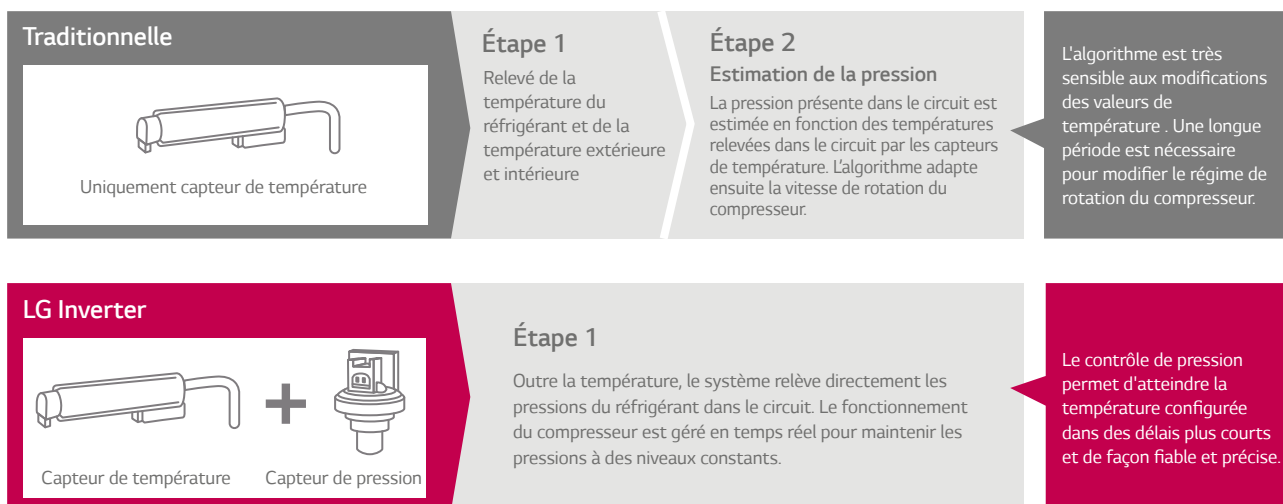 Traditionnelle
Uniquement capteur de température
Étape 1
Relevé de la
température du
réfrigérant et de la
température extérieure
et intérieure
Étape 2
Estimation de la pression
La pression présente dans le circuit est
estimée en fonction des températures
relevées dans le circuit par les capteurs
de température. L'algorithme adapte
ensuite la vitesse de rotation du
compresseur.
L'algorithme est très
sensible aux modifications
des valeurs de
température . Une longue
période est nécessaire
pour modifier le régime de
rotation du compresseur.
LG Inverter
Capteur de température
Capteur de pression
Étape 1
Outre la température, le système relève directement les
pressions du réfrigérant dans le circuit. Le fonctionnement
du compresseur est géré en temps réel pour maintenir les
pressions à des niveaux constants.
Le contrôle de pression
permet d'atteindre la
température configurée
dans des délais plus courts
et de façon fiable et précise.